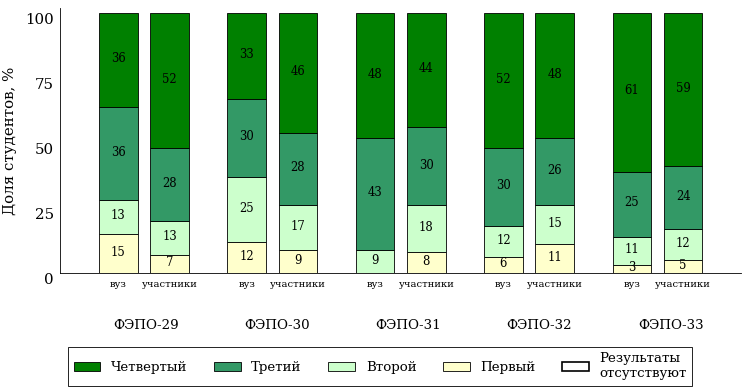 Доля студентов, %
100
75
50
25
0
36 36 13 15
52 28 13 7
33 30 25 12
46 28 17 9
48 43 9
44 30 18 8
52 30 12 6
48 26 15 11
61 25 11 3
59 24 12 5
вуз участники вуз участники вуз участники вуз участники вуз участники
ФЭПО-29 ФЭПО-30 ФЭПО-31 ФЭПО-32 ФЭПО-33
Четвертый Третий Второй Первый Результаты
отсутствуют